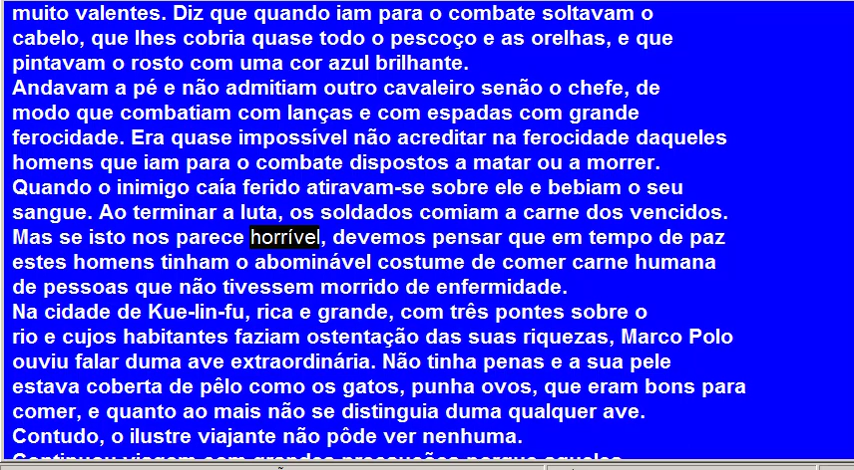 muito valentes. Diz que quando iam para o combate soltavam o
cabelo, que lhes cobria quase todo o pescoço e as orelhas, e que
pintavam o rosto com uma cor azul brilhante.
Andavam a pé e não admitiam outro cavaleiro senão o chefe, de
modo que combatiam com lanças e com espadas com grande
ferocidade. Era quase impossível não acreditar na ferocidade daqueles
homens que iam para o combate dispostos a matar ou a morrer.
Quando o inimigo caía ferido atiravam-se sobre ele e bebiam o seu
sangue. Ao terminar a luta, os soldados comiam a carne dos vencidos.
Mas se isto nos parece horrível, devemos pensar que em tempo de paz
estes homens tinham o abominável costume de comer carne humana
de pessoas que não tivessem morrido de enfermidade.
Na cidade de Kue-lin-fu, rica e grande, com três pontes sobre o
rio e cujos habitantes faziam ostentação das suas riquezas, Marco Polo
ouviu falar duma ave extraordinária. Não tinha penas e a sua pele
estava coberta de pêlo como os gatos, punha ovos, que eram bons para
comer, e quanto ao mais não se distinguia duma qualquer ave.
Contudo, o ilustre viajante não pôde ver nenhuma.
Continuou viagem com grandes precauções porque aqueles